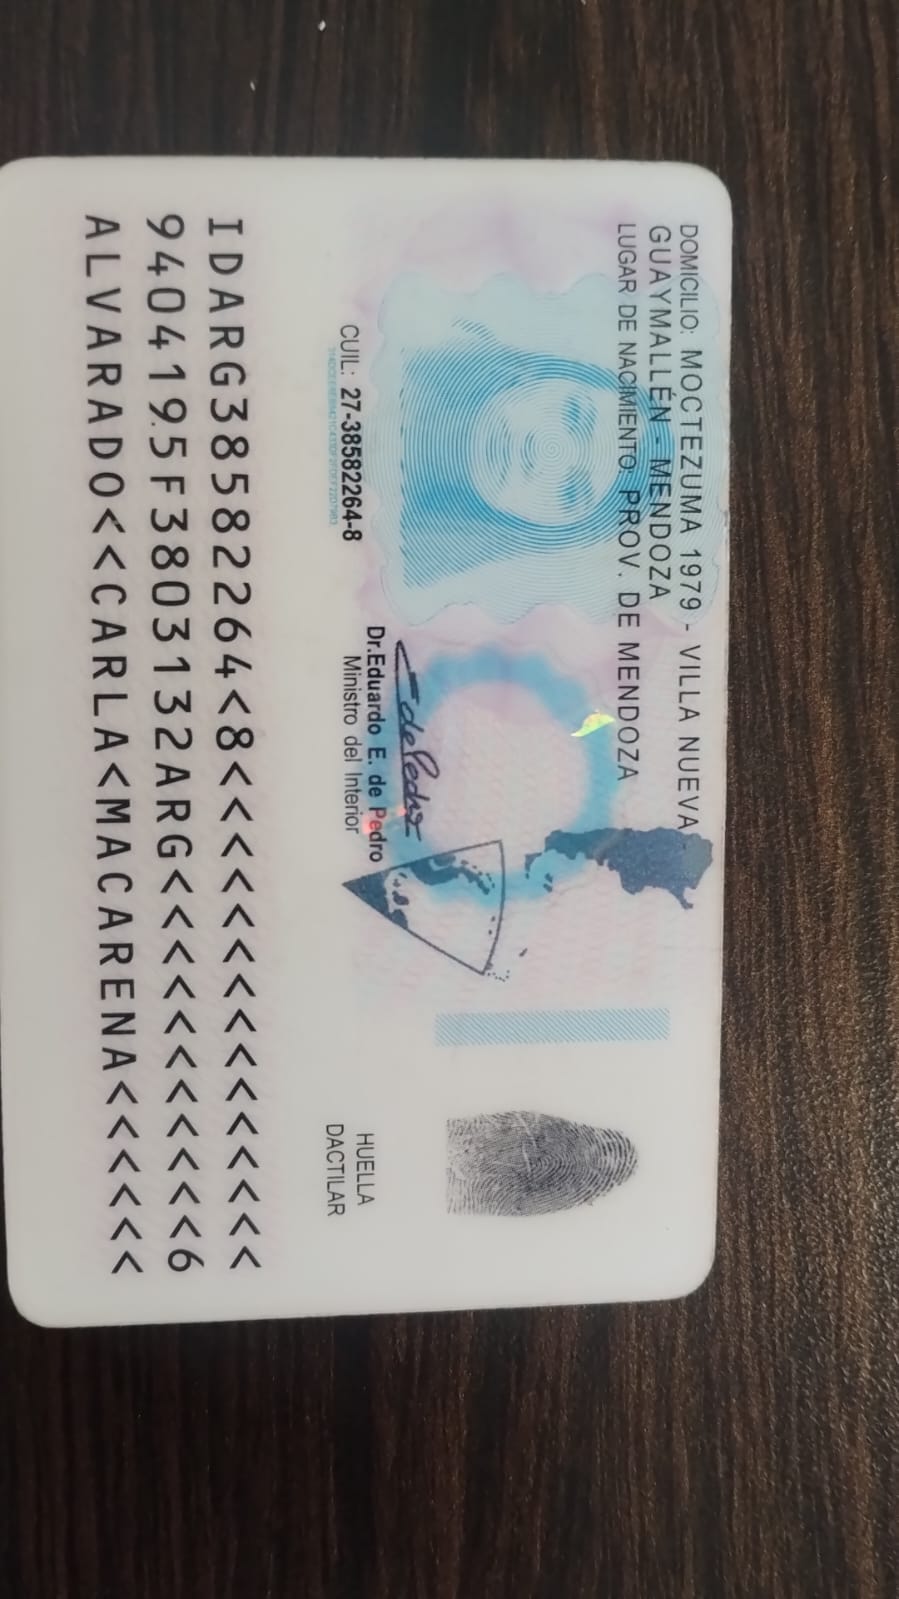 DOMICILIO: MOCTEZUMA 1979 - VILLA NUEVA -
GUAYMALLÉN - MENDOZA
LUGAR DE NACIMIENTO: PROV. DE MENDOZA
CUIL: 27-38582264-8
Dr.Eduardo E. de Pedro
Ministro del Interior
HUELLA
DACTILAR
IDARG38582264<8<<<<<<<<<<<<<<<
9404195F3803132ARG<<<<<<<<<<<6
ALVARADO<<CARLA<MACARENA<<<<<<